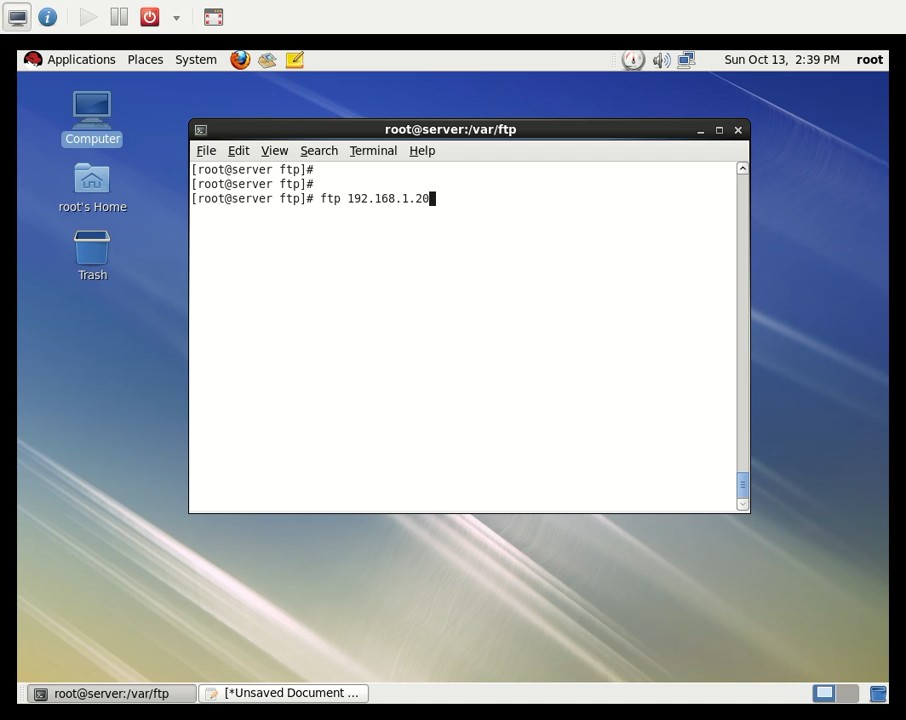 Applications Places System
Sun Oct 13, 2:39 PM root
Computer
root's Home
Trash
root@server:/var/ftp
File Edit View Search Terminal Help
[root@server ftp]#
[root@server ftp]#
[root@server ftp]# ftp 192.168.1.20
root@server:/var/ftp
[*Unsaved Document ...